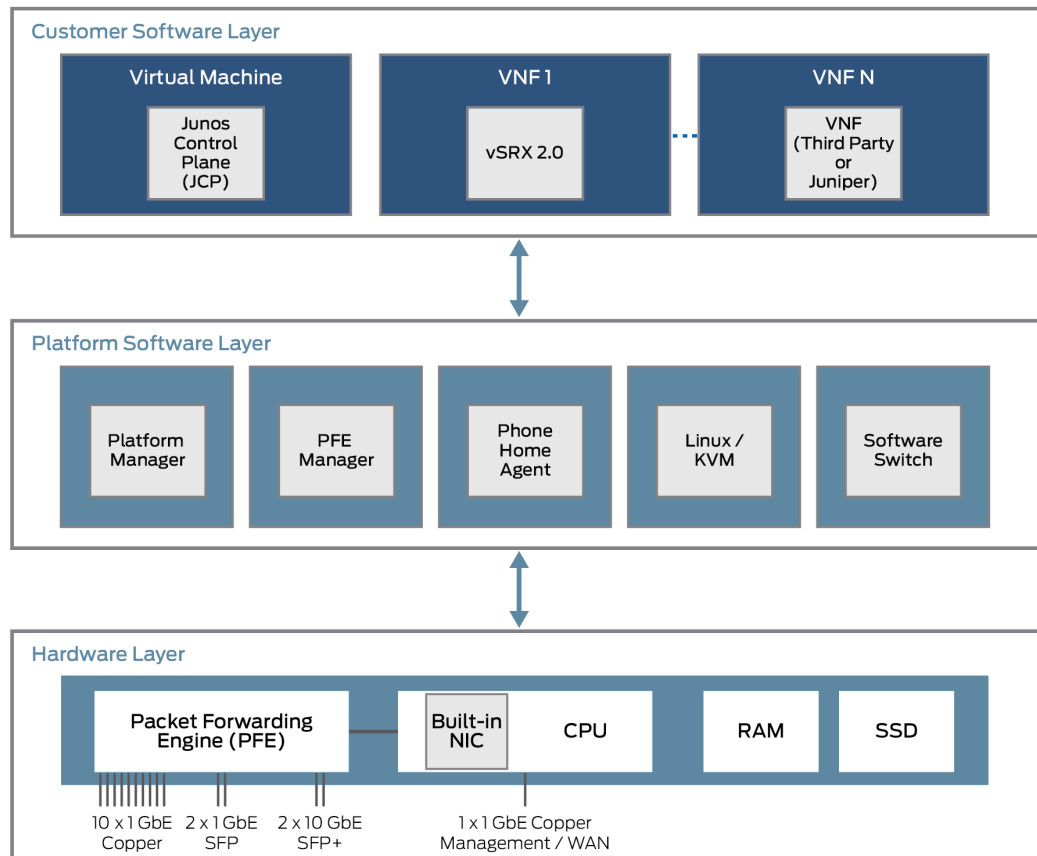 Customer Software Layer
Virtual Machine
Junos
Control
Plane
(JCP)
VNF 1
vSRX 2.0
VNF N
VNF
(Third Party
or
Juniper)
Platform Software Layer
Platform
Manager
PFE
Manager
Phone
Home
Agent
Linux /
KVM
Software
Switch
Hardware Layer
Packet Forwarding
Engine (PFE)
Built-in
NIC
CPU
RAM
SSD
10 x 1 GbE
Copper
2 x 1 GbE
SFP
2 x 10 GbE
SFP+
1 x 1 GbE Copper
Management / WAN